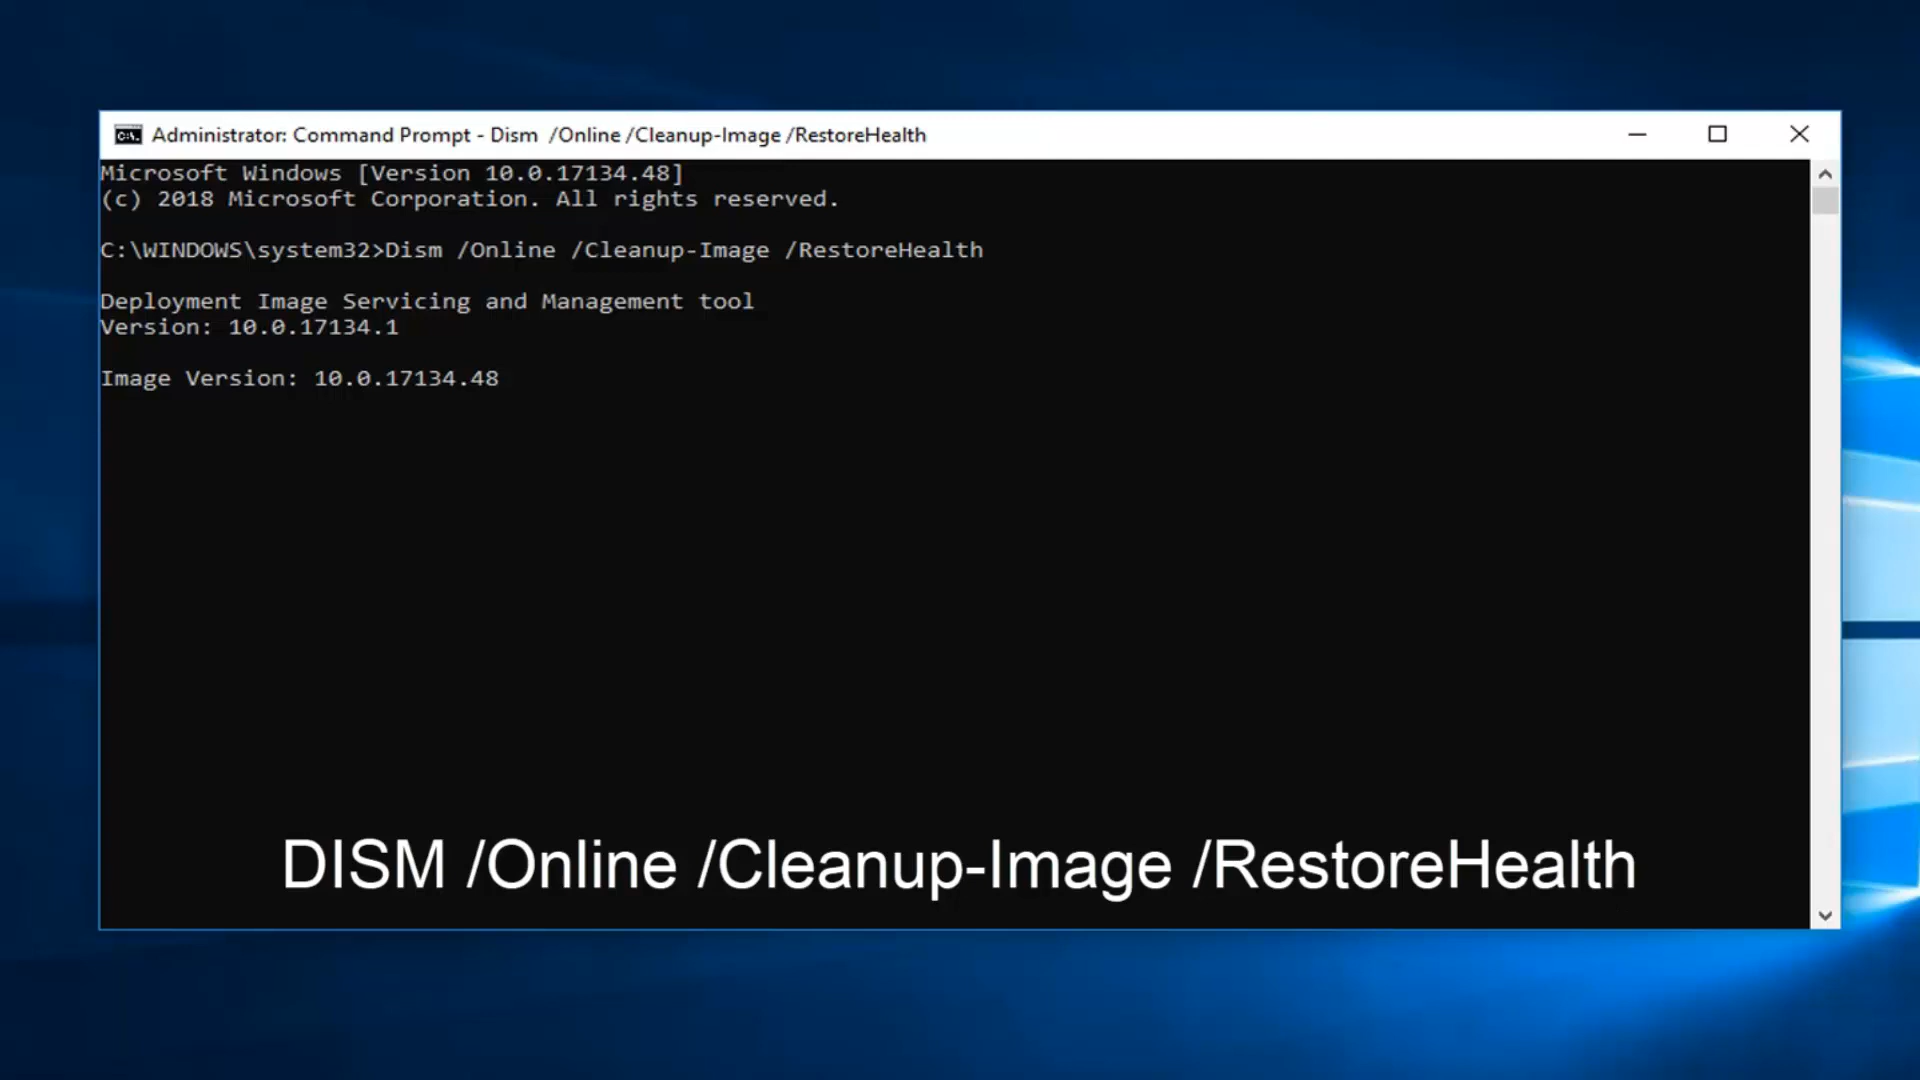 Administrator: Command Prompt - Dism  /Online /Cleanup-Image /RestoreHealth
Microsoft Windows [Version 10.0.17134.48]
(c) 2018 Microsoft Corporation. All rights reserved.
C:\WINDOWS\system32>Dism /Online /Cleanup-Image /RestoreHealth
Deployment Image Servicing and Management tool
Version: 10.0.17134.1
Image Version: 10.0.17134.48
DISM /Online /Cleanup-Image /RestoreHealth